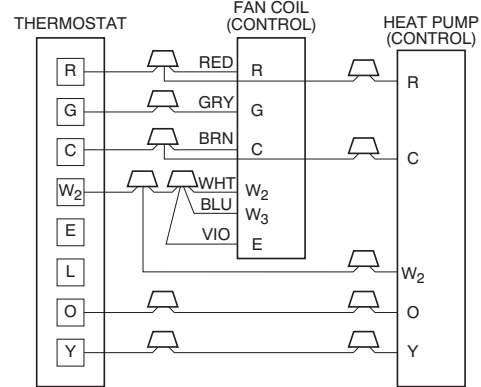 THERMOSTAT
FAN COIL
(CONTROL)
HEAT PUMP
(CONTROL)
R RED R R
G GRY G
C BRN C C
W2 WHT W2
BLU W3
E VIO E
L W2
O O
Y Y